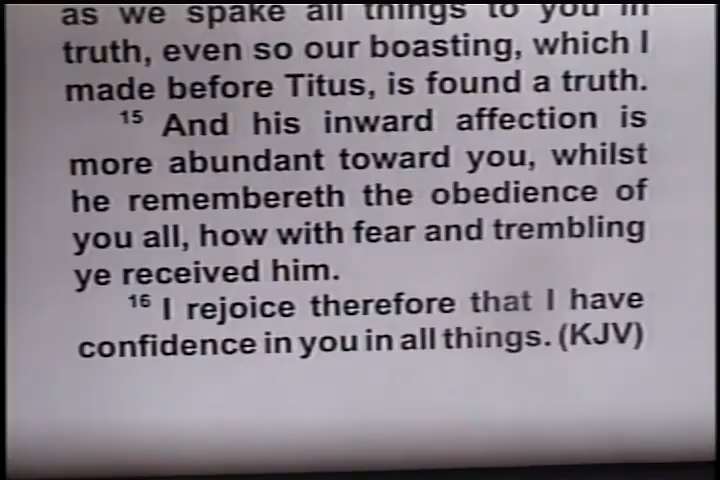 as we spake all things to you in
truth, even so our boasting, which I
made before Titus, is found a truth.
15 And his inward affection is
more abundant toward you, whilst
he remembereth the obedience of
you all, how with fear and trembling
ye received him.
16 I rejoice therefore that I have
confidence in you in all things. (KJV)